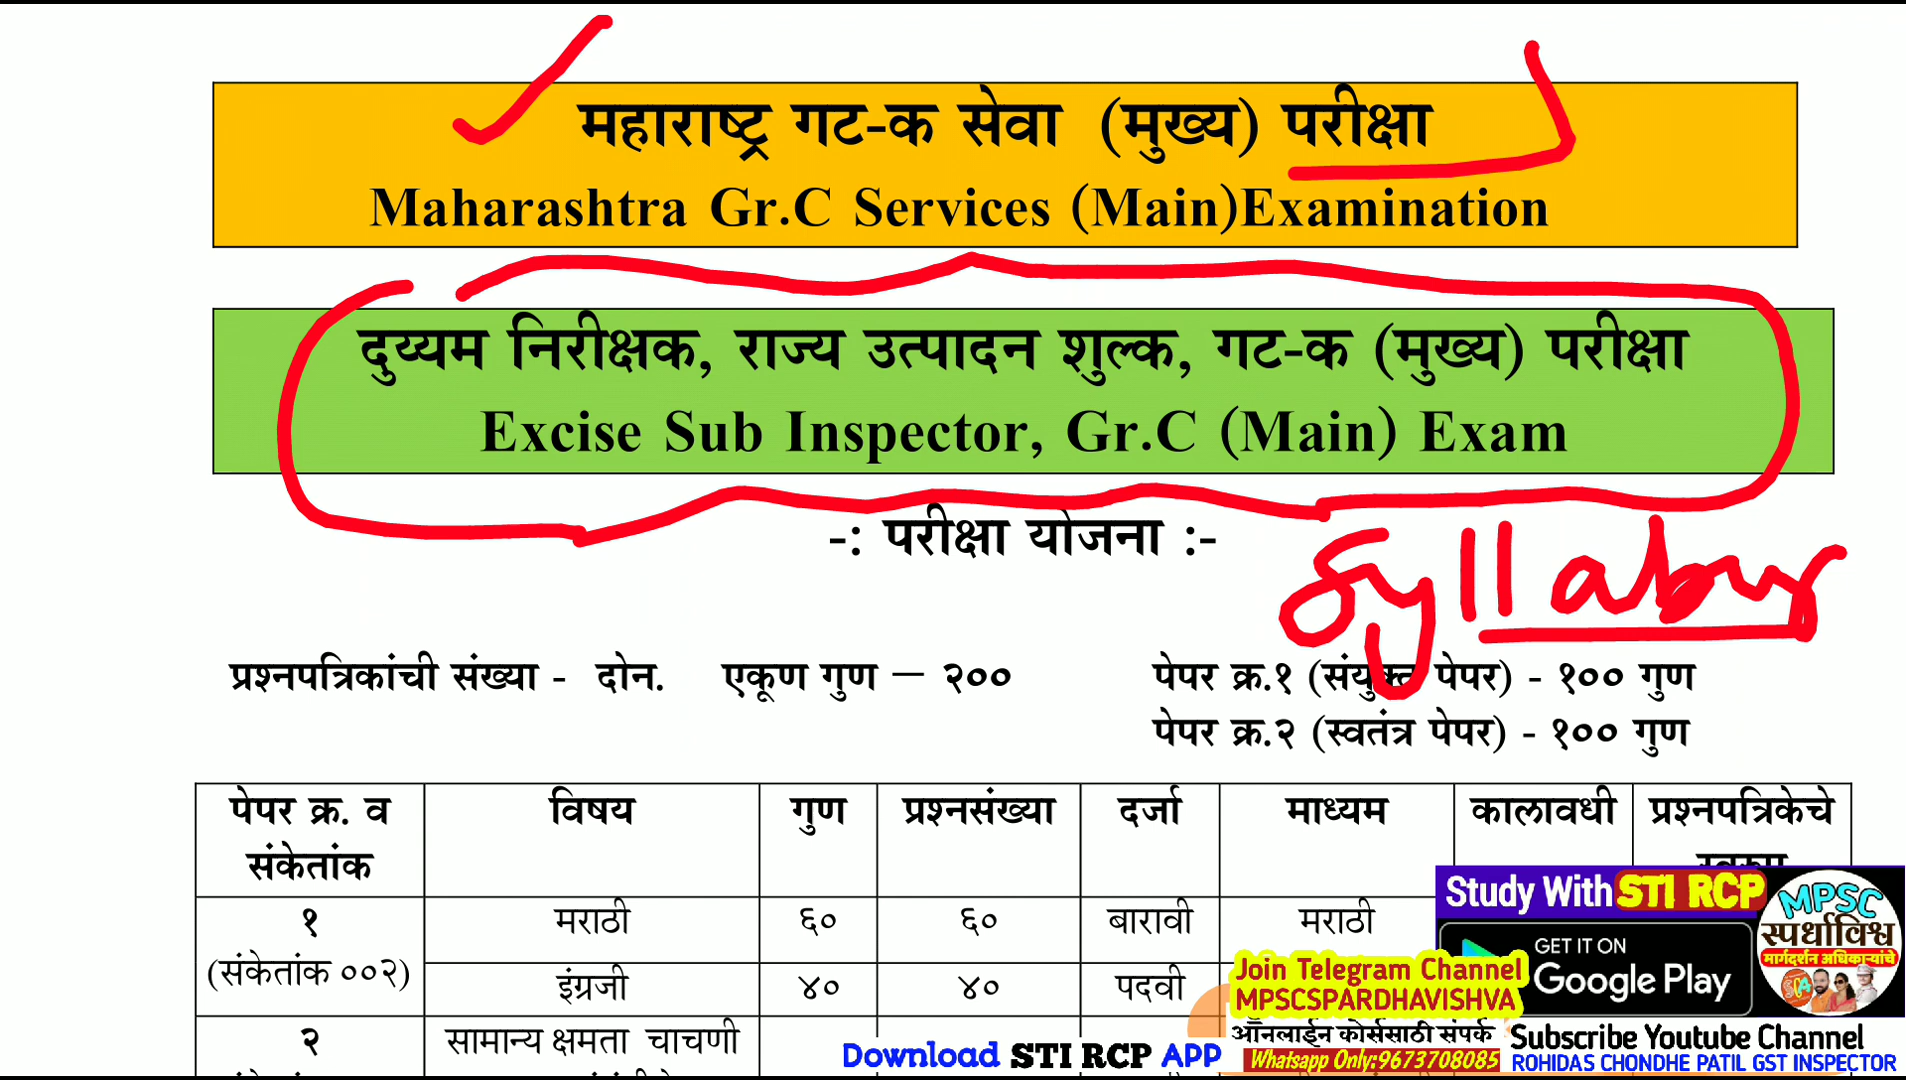 महाराष्ट्र गट-क सेवा (मुख्य) परीक्षा
Maharashtra Gr.C Services (Main)Examination
दुय्यम निरीक्षक, राज्य उत्पादन शुल्क, गट-क (मुख्य) परीक्षा
Excise Sub Inspector, Gr.C (Main) Exam
-: परीक्षा योजना :-
Syllabus
प्रश्नपत्रिकांची संख्या - दोन. एकूण गुण – २०० पेपर क्र.१ (संयुक्त पेपर) - १०० गुण
पेपर क्र.२ (स्वतंत्र पेपर) - १०० गुण
पेपर क्र. व संकेतांक विषय गुण प्रश्नसंख्या दर्जा माध्यम कालावधी प्रश्नपत्रिकेचे
१ मराठी ६० ६० बारावी मराठी
(संकेतांक ००२) इंग्रजी ४० ४० पदवी
२ सामान्य क्षमता चाचणी
Study With STI RCP
GET IT ON
Google Play
MPSC
स्पर्धाविश्व
मार्गदर्शन अधिकाऱ्यांचे
Join Telegram Channel
MPSCSPARDHAVISHVA
ऑनलाईन कोर्ससाठी संपर्क
Whatsapp Only:9673708085
Download STI RCP APP
Subscribe Youtube Channel
ROHIDAS CHONDHE PATIL GST INSPECTOR